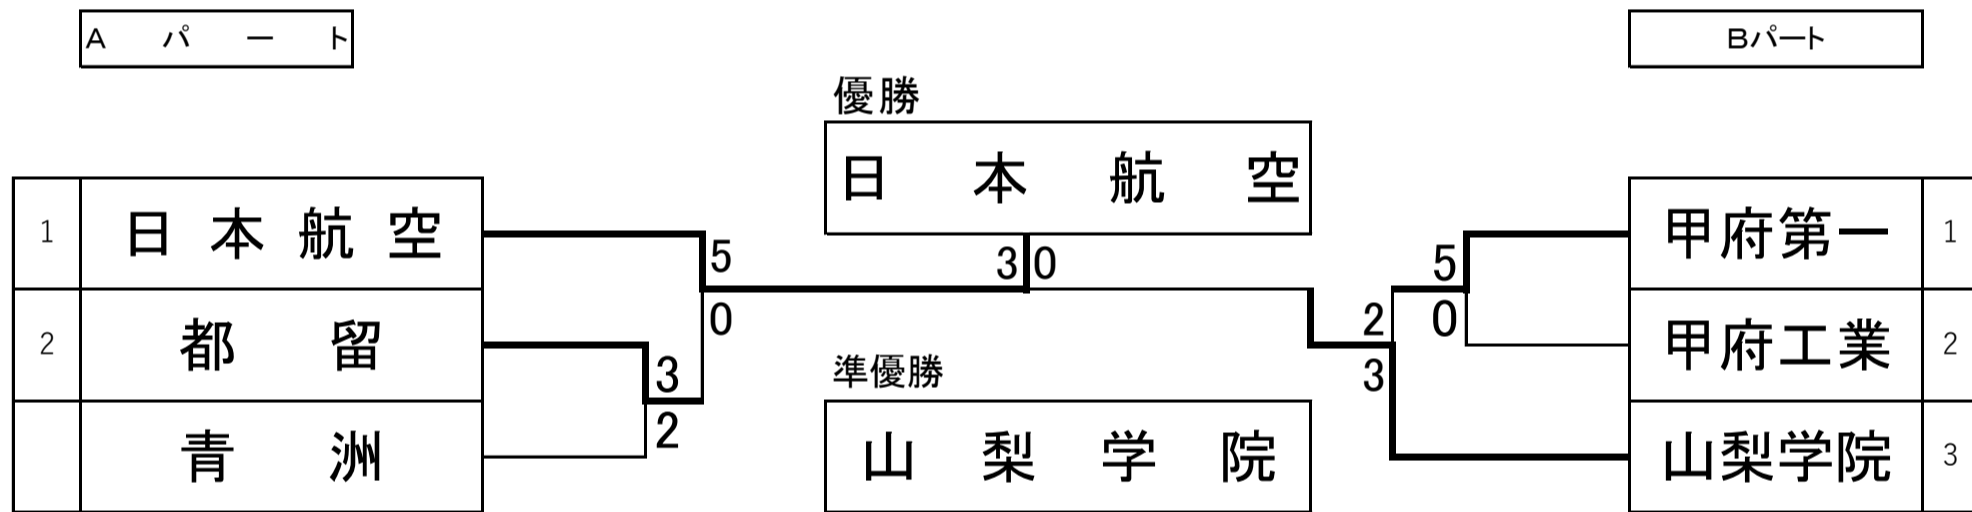 A パ ー ト
Bパート
優勝
日 本 航 空
1 日 本 航 空
5
3 0
5
甲府第一 1
2 都 留
0
2
0
甲府工業 2
3
準優勝
3
2
青 洲
山 梨 学 院
山梨学院 3